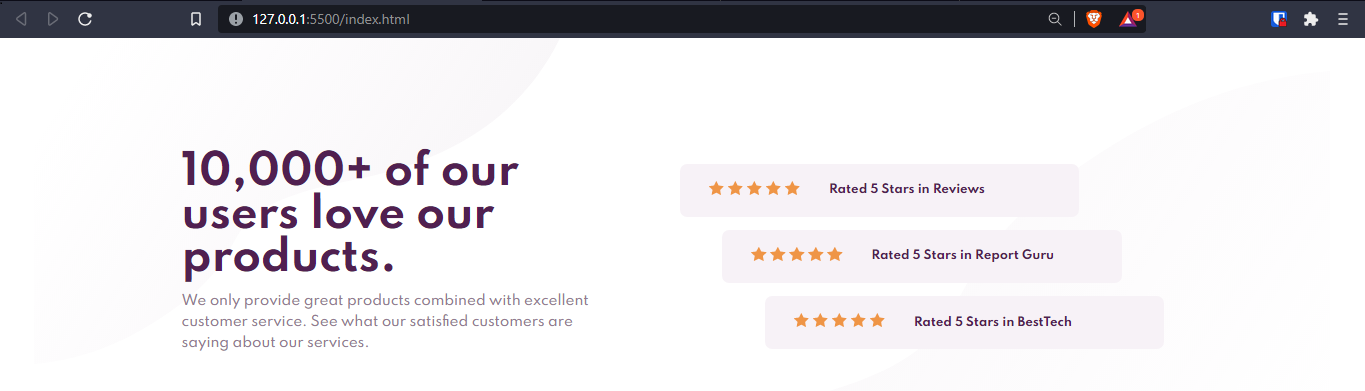 127.0.0.1:5500/index.html
1
10,000+ of our
users love our
products.
We only provide great products combined with excellent
customer service. See what our satisfied customers are
saying about our services.
Rated 5 Stars in Reviews
Rated 5 Stars in Report Guru
Rated 5 Stars in BestTech